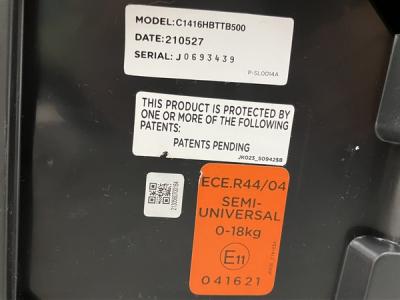 MODEL:C1416HBTTB500
DATE:210527
SERIAL: J0693439
P-SL0014A
THIS PRODUCT IS PROTECTED BY
ONE OR MORE OF THE FOLLOWING
PATENTS:
PATENTS PENDING
ECE.R44/04
SEMI-
UNIVERSAL
0-18kg
E11
041621